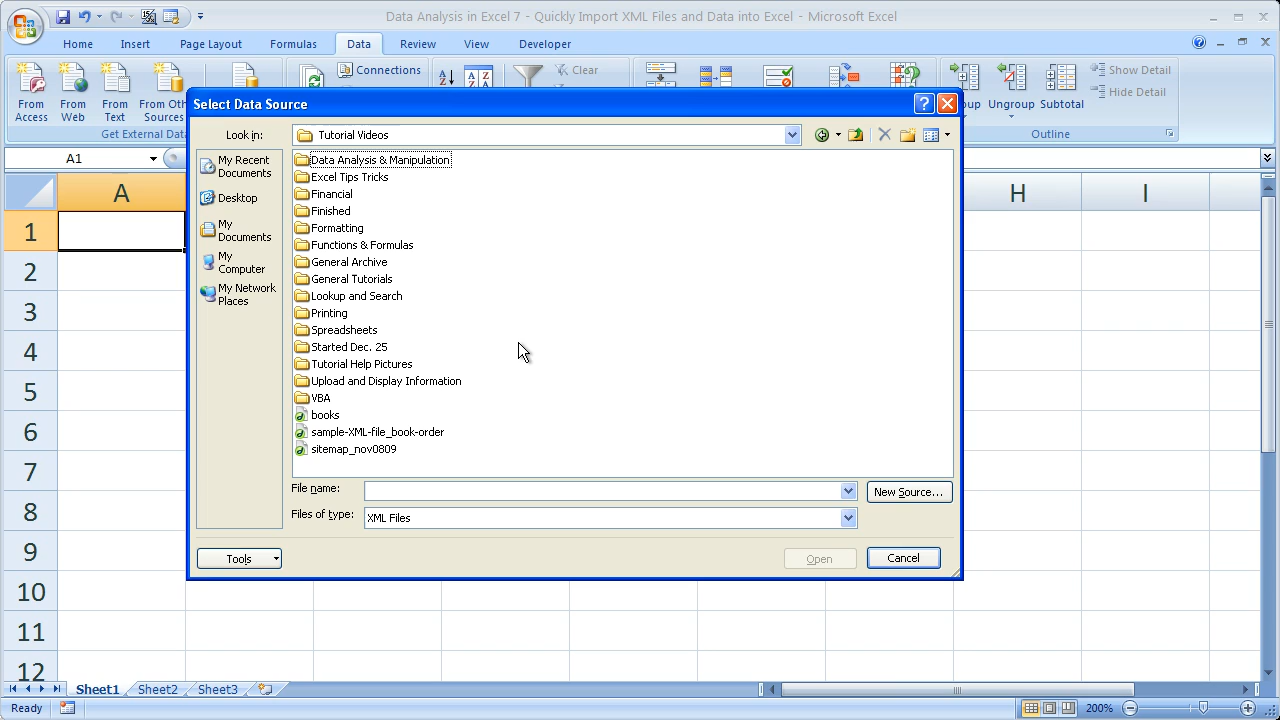 Data Analysis in Excel 7 - Quickly Import XML Files and Data into Excel - Microsoft Excel
Home Insert Page Layout Formulas Data Review View Developer
Connections Clear Show Detail
Hide Detail
From Access From Web From Text From Oth Ungroup Subtotal
Get External Data Outline
A1
A H I
1
2
3
4
5
6
7
8
9
10
11
12
Select Data Source
Look in: Tutorial Videos
My Recent Documents
Desktop
My Documents
My Computer
My Network Places
Data Analysis & Manipulation
Excel Tips Tricks
Financial
Finished
Formatting
Functions & Formulas
General Archive
General Tutorials
Lookup and Search
Printing
Spreadsheets
Started Dec. 25
Tutorial Help Pictures
Upload and Display Information
VBA
books
sample-XML-file_book-order
sitemap_nov0809
File name: New Source...
Files of type: XML Files
Tools Open Cancel
Sheet1 Sheet2 Sheet3
Ready 200%